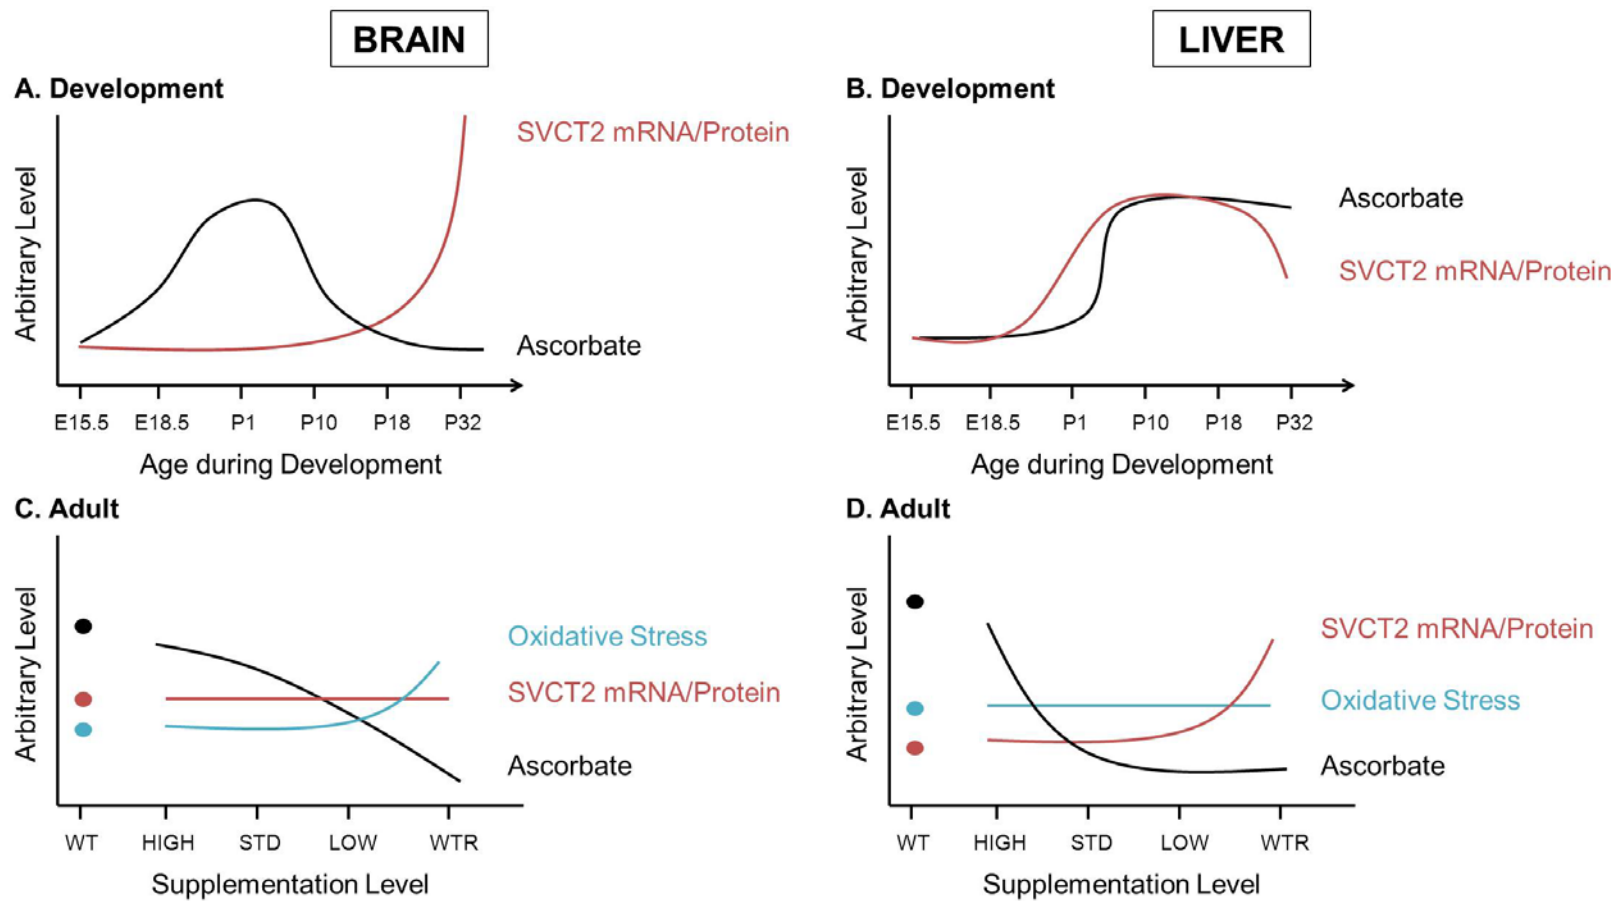 BRAIN
LIVER
A. Development
B. Development
Arbitrary Level
SVCT2 mRNA/Protein
Ascorbate
E15.5 E18.5 P1 P10 P18 P32
Age during Development
Arbitrary Level
Ascorbate
SVCT2 mRNA/Protein
E15.5 E18.5 P1 P10 P18 P32
Age during Development
C. Adult
D. Adult
Arbitrary Level
Oxidative Stress
SVCT2 mRNA/Protein
Ascorbate
WT HIGH STD LOW WTR
Supplementation Level
Arbitrary Level
SVCT2 mRNA/Protein
Oxidative Stress
Ascorbate
WT HIGH STD LOW WTR
Supplementation Level